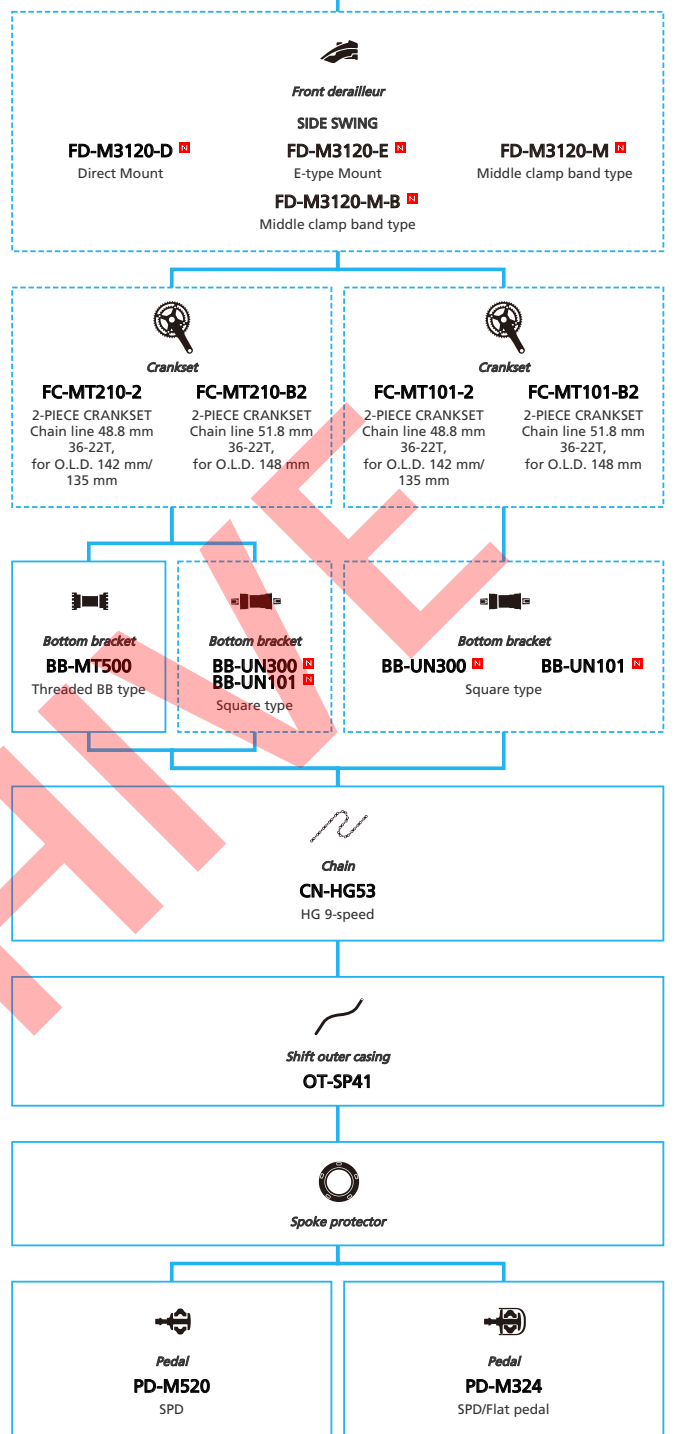 Front derailleur
SIDE SWING
FD-M3120-D N
FD-M3120-E N
FD-M3120-M N
Direct Mount
E-type Mount
Middle clamp band type
FD-M3120-M-B N
Middle clamp band type
Crankset
FC-MT210-2
FC-MT210-B2
2-PIECE CRANKSET
Chain line 48.8 mm
36-22T,
for O.L.D. 142 mm/
135 mm
2-PIECE CRANKSET
Chain line 51.8 mm
36-22T,
for O.L.D. 148 mm
Crankset
FC-MT101-2
FC-MT101-B2
2-PIECE CRANKSET
Chain line 48.8 mm
36-22T,
for O.L.D. 142 mm/
135 mm
2-PIECE CRANKSET
Chain line 51.8 mm
36-22T,
for O.L.D. 148 mm
Bottom bracket
BB-MT500
Threaded BB type
Bottom bracket
BB-UN300 N
BB-UN101 N
Square type
Bottom bracket
BB-UN300 N
BB-UN101 N
Square type
Chain
CN-HG53
HG 9-speed
Shift outer casing
OT-SP41
Spoke protector
Pedal
PD-M520
SPD
Pedal
PD-M324
SPD/Flat pedal
HIVE